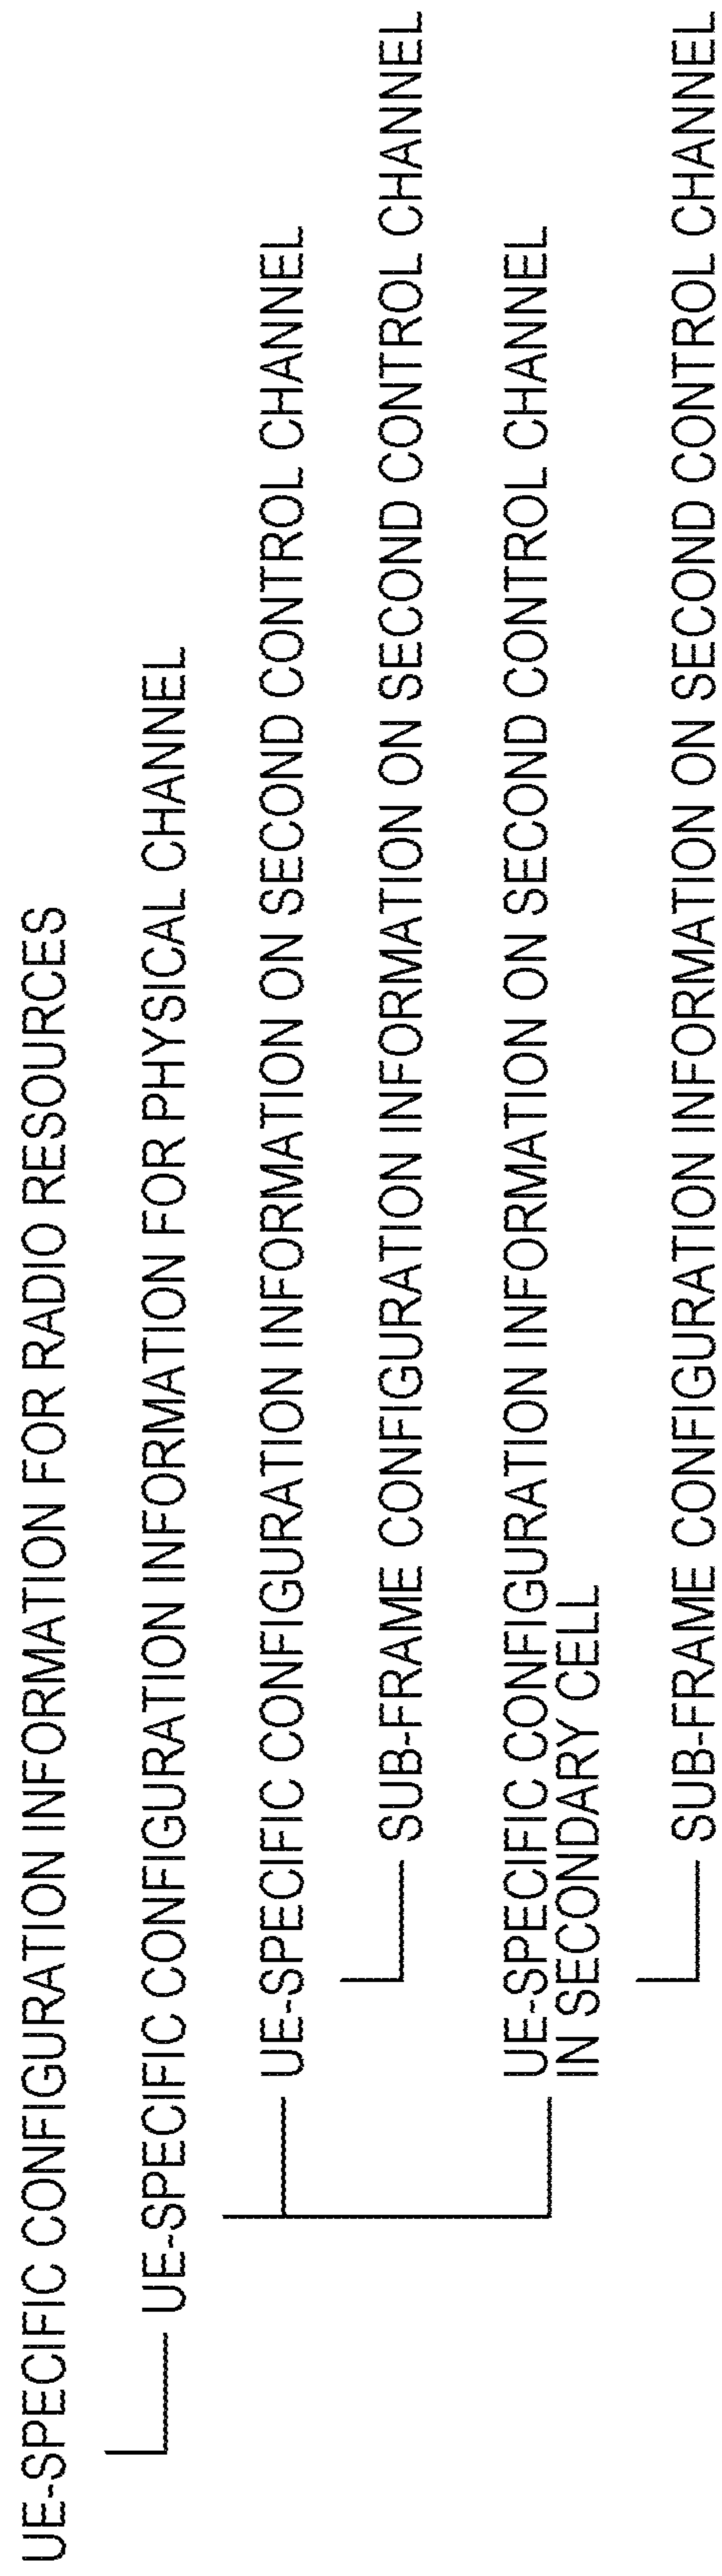 UE-SPECIFIC CONFIGURATION INFORMATION FOR RADIO RESOURCES
UE-SPECIFIC CONFIGURATION INFORMATION FOR PHYSICAL CHANNEL
UE-SPECIFIC CONFIGURATION INFORMATION ON SECOND CONTROL CHANNEL
SUB-FRAME CONFIGURATION INFORMATION ON SECOND CONTROL CHANNEL
UE-SPECIFIC CONFIGURATION INFORMATION ON SECOND CONTROL CHANNEL
IN SECONDARY CELL
SUB-FRAME CONFIGURATION INFORMATION ON SECOND CONTROL CHANNEL